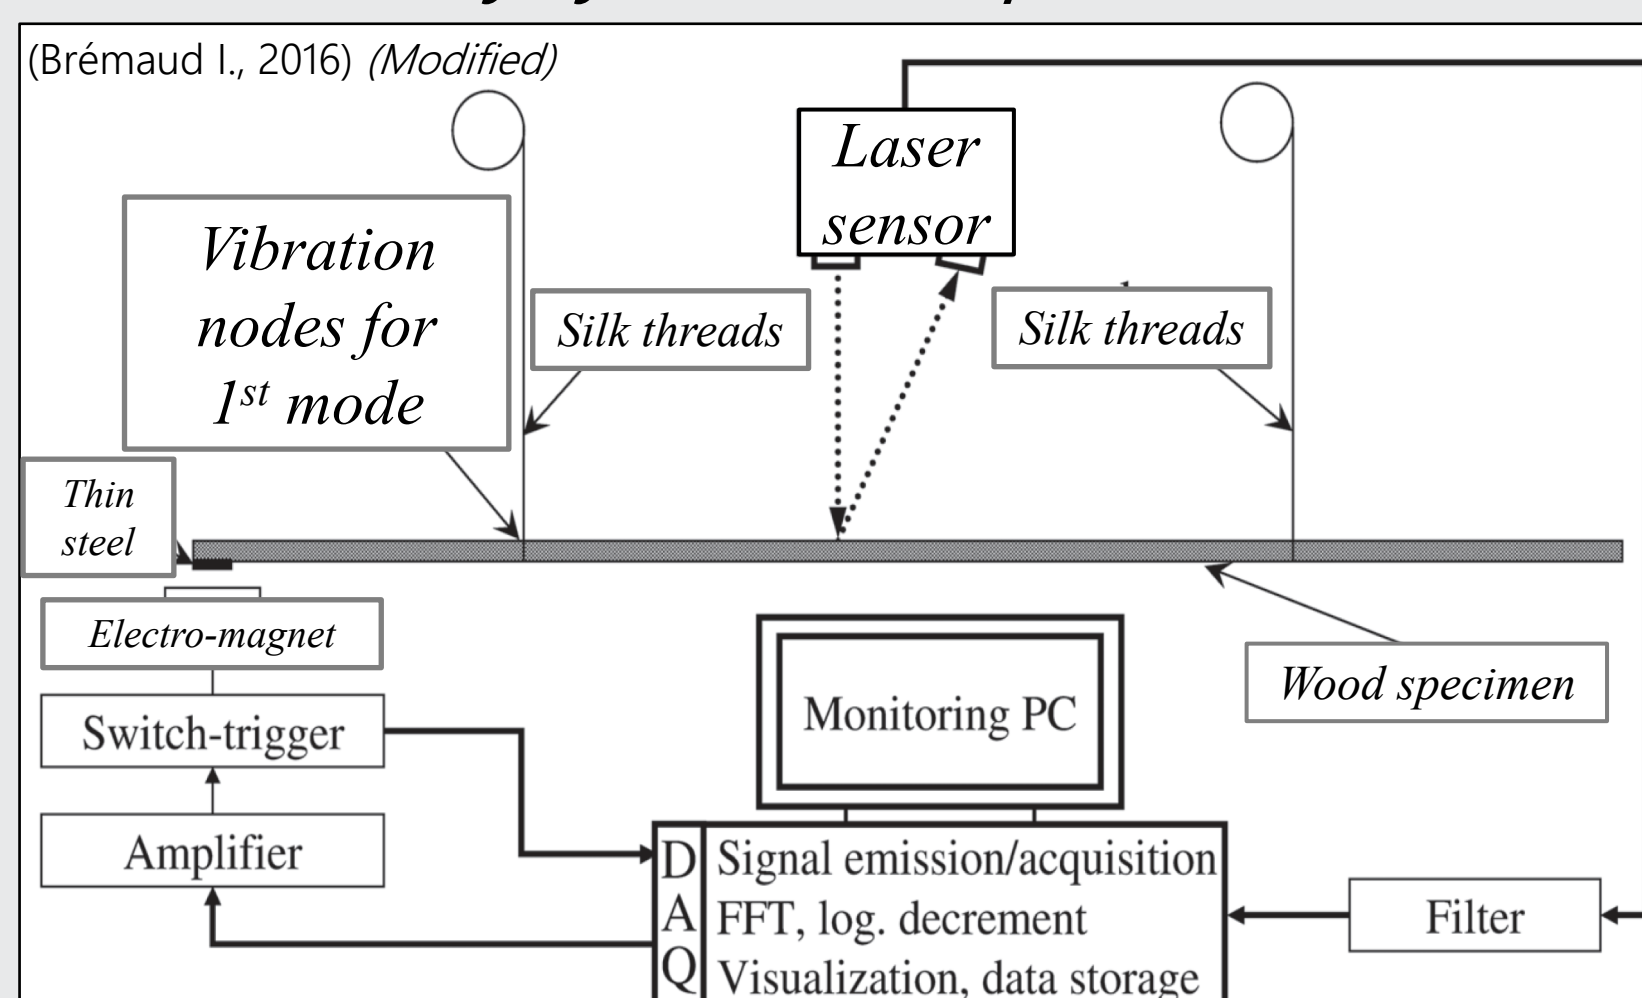 (Brémaud I., 2016) (Modified)
Laser
sensor
Vibration
nodes for
1st mode
Silk threads
Silk threads
Thin
steel
Electro-magnet
Wood specimen
Switch-trigger
Monitoring PC
Amplifier
DAQ
Signal emission/acquisition
FFT, log. decrement
Visualization, data storage
Filter